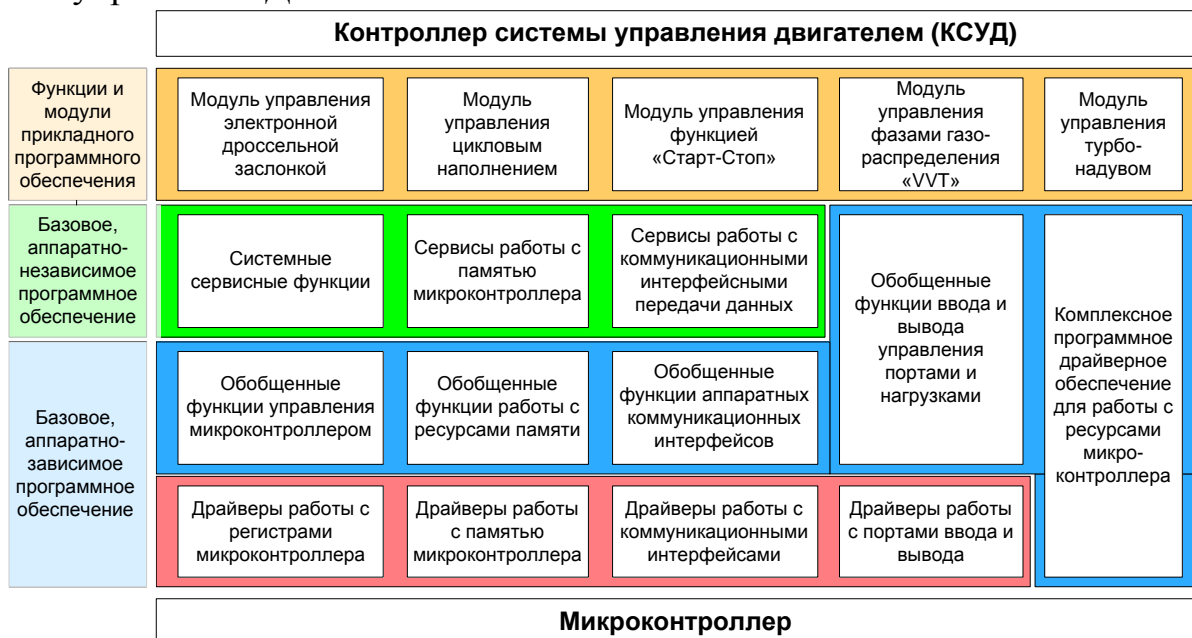 Контроллер системы управления двигателем (КСУД)
Функции и
модули
прикладного
программного
обеспечения
Модуль управления
электронной
дроссельной
заслонкой
Модуль
управления
цикловым
наполнением
Модуль управления
функцией
«Старт-Стоп»
Модуль
управления
фазами газо-
распределения
«VVT»
Модуль
управления
турбо-
надувом
Базовое,
аппаратно-
независимое
программное
обеспечение
Системные
сервисные функции
Сервисы работы с
памятью
микроконтроллера
Сервисы работы с
коммуникационными
интерфейсными
передачи данных
Обобщенные
функции ввода и
вывода
управления
портами и
нагрузками
Комплексное
программное
драйверное
обеспечение
для работы с
ресурсами
микро-
контроллера
Базовое,
аппаратно-
зависимое
программное
обеспечение
Обобщенные
функции управления
микроконтроллером
Обобщенные
функции работы с
ресурсами памяти
Обобщенные
функции аппаратных
коммуникационных
интерфейсов
Драйверы работы с
регистрами
микроконтроллера
Драйверы работы
с памятью
микроконтроллера
Драйверы работы с
коммуникационными
интерфейсами
Драйверы работы
с портами ввода и
вывода
Микроконтроллер